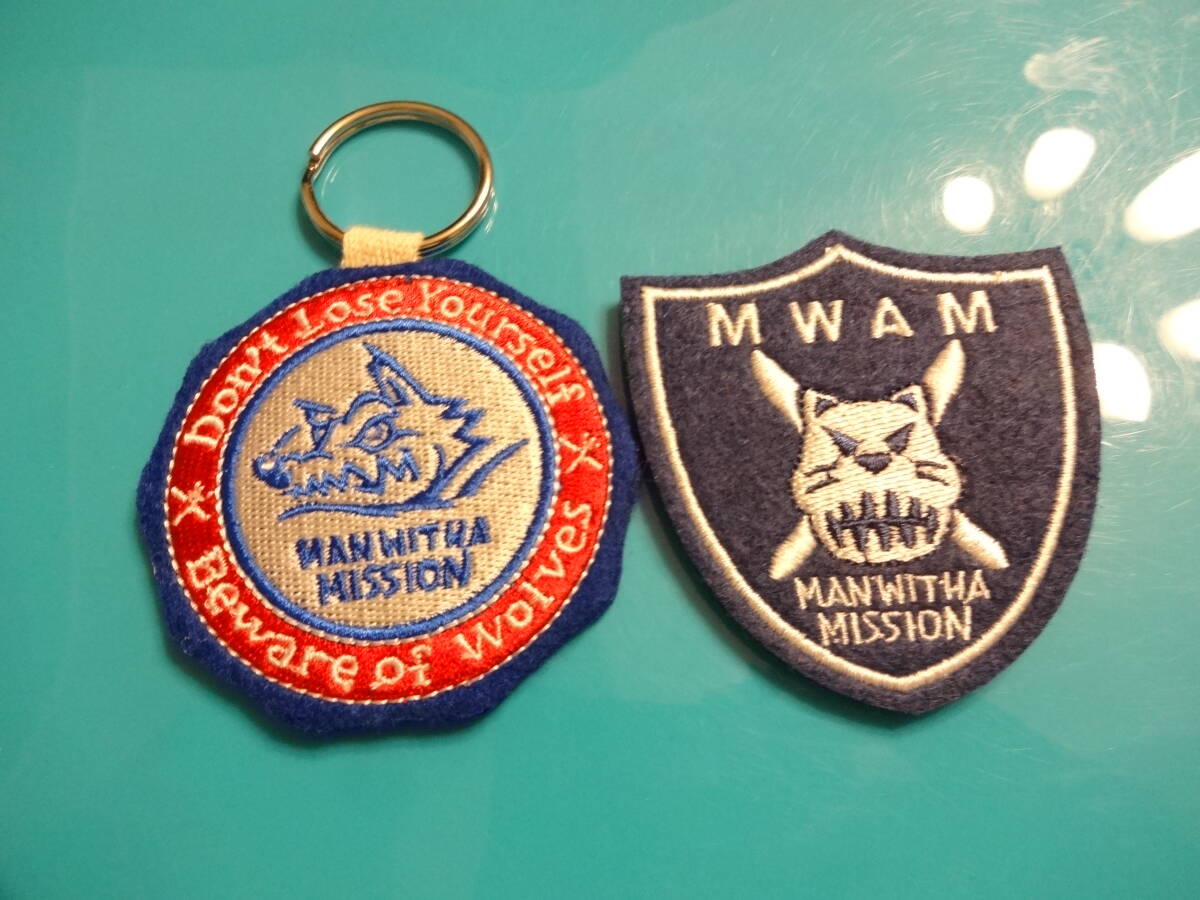 Don't Lose Yourself
MAN WITH A
MISSION
Beware of Wolves
MWAM
MAN WITH A
MISSION